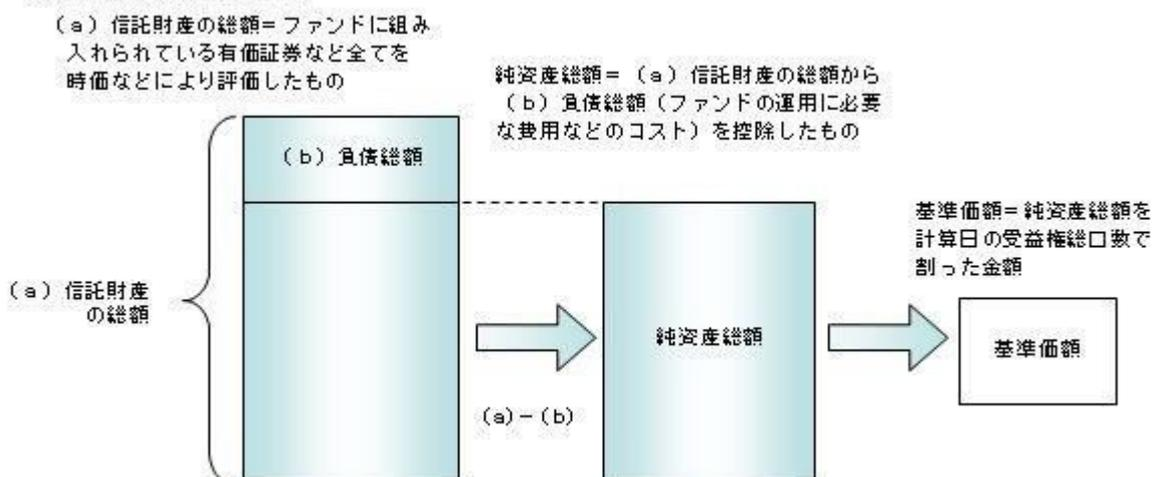 (a)信託財産の総額=ファンドに組み
入れられている有価証券など全てを
時価などにより評価したもの
純資産総額=(a)信託財産の総額から
(b)負債総額(ファンドの運用に必要
な費用などのコスト)を控除したもの
(b)負債総額
基準価額=純資産総額を
計算日の受益権総口数で
割った金額
(a)信託財産
の総額
純資産総額
基準価額
(a)-(b)